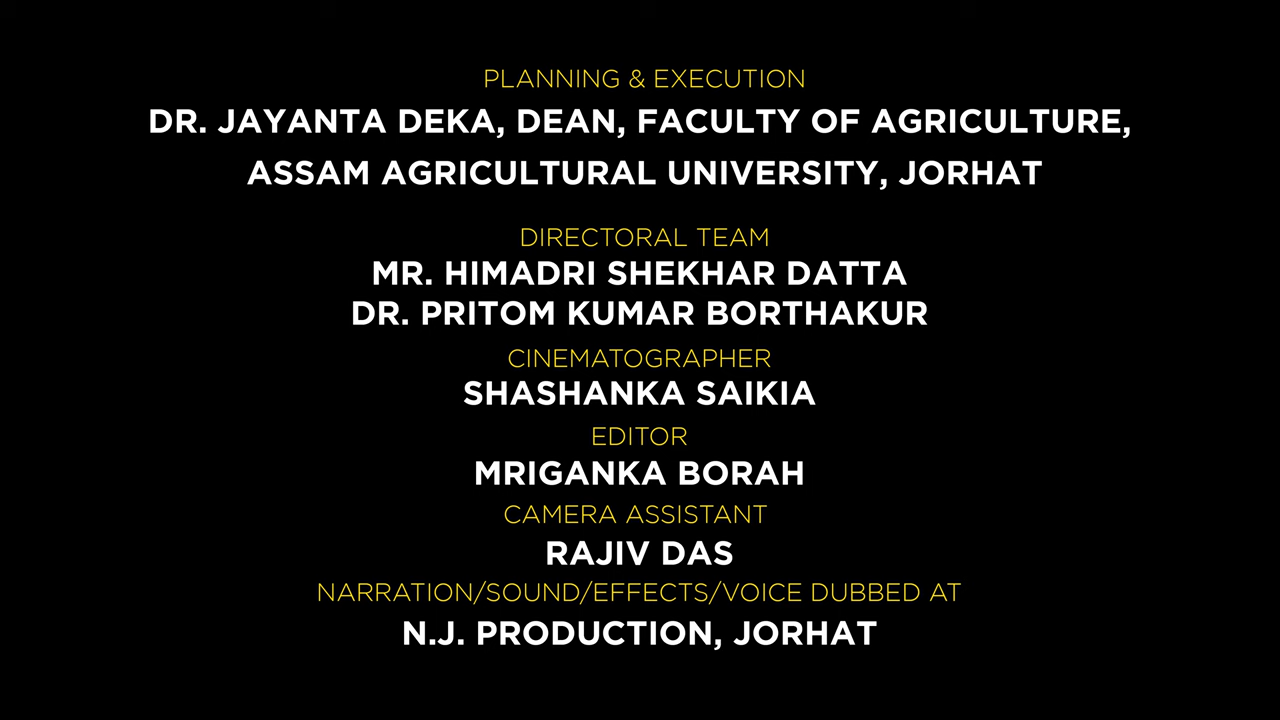 PLANNING & EXECUTION
DR. JAYANTA DEKA, DEAN, FACULTY OF AGRICULTURE,
ASSAM AGRICULTURAL UNIVERSITY, JORHAT
DIRECTORAL TEAM
MR. HIMADRI SHEKHAR DATTA
DR. PRITOM KUMAR BORTHAKUR
CINEMATOGRAPHER
SHASHANKA SAIKIA
EDITOR
MRIGANKA BORAH
CAMERA ASSISTANT
RAJIV DAS
NARRATION/SOUND/EFFECTS/VOICE DUBBED AT
N.J. PRODUCTION, JORHAT